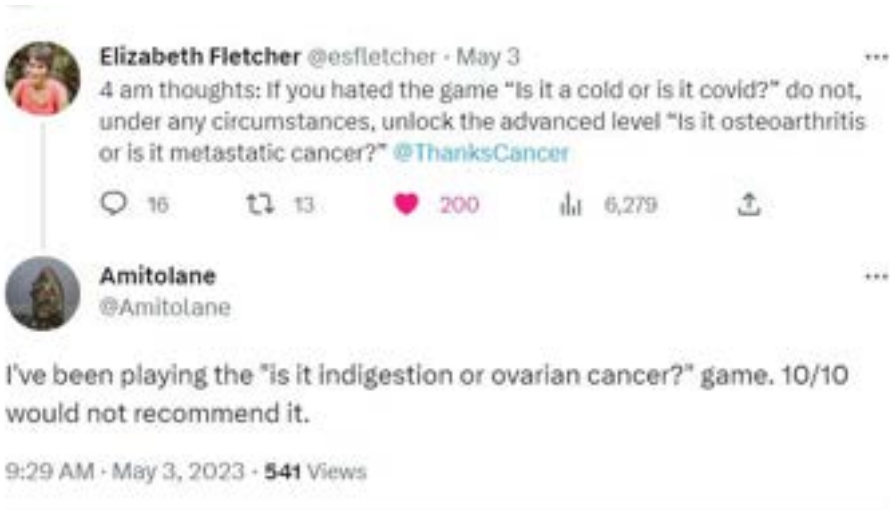 Elizabeth Fletcher @esfletcher · May 3
4 am thoughts: If you hated the game “Is it a cold or is it covid?” do not,
under any circumstances, unlock the advanced level “Is it osteoarthritis
or is it metastatic cancer?” @ThanksCancer
16 13 200 6,279
Amitolane
@Amitolane
I've been playing the "is it indigestion or ovarian cancer?" game. 10/10
would not recommend it.
9:29 AM · May 3, 2023 · 541 Views